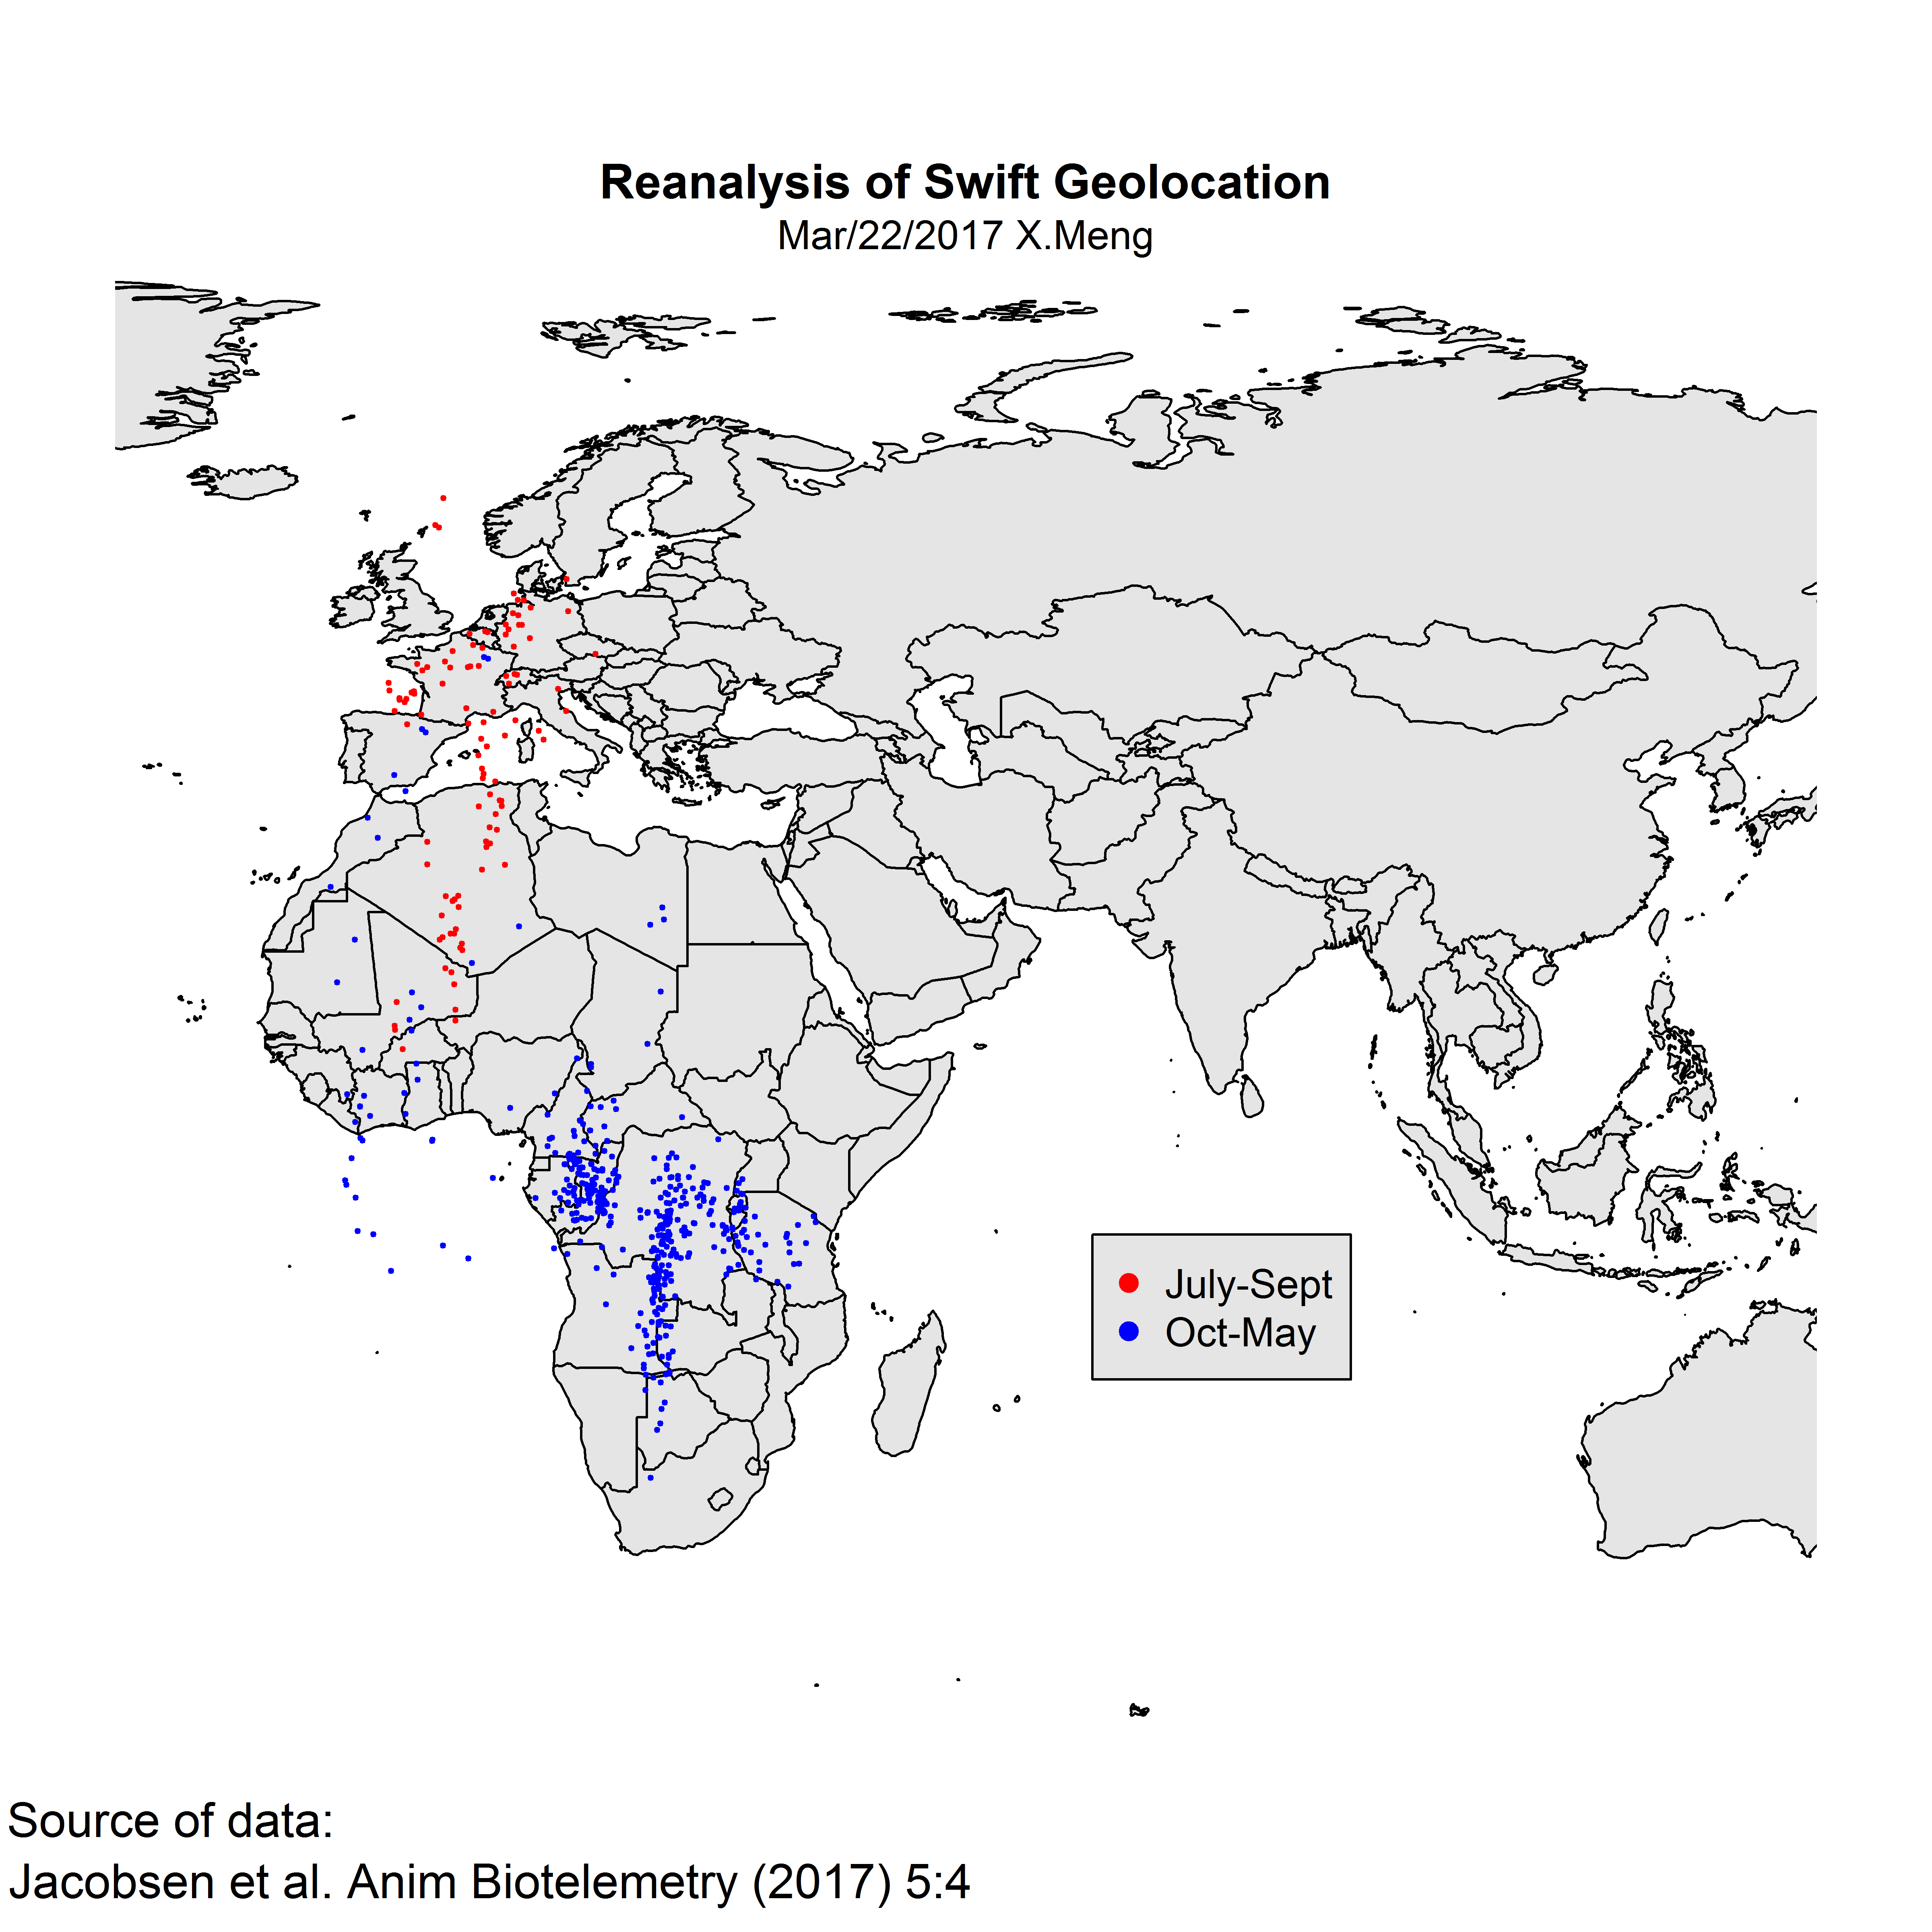 Reanalysis of Swift Geolocation
Mar/22/2017 X.Meng
July-Sept
Oct-May
Source of data:
Jacobsen et al. Anim Biotelemetry (2017) 5:4